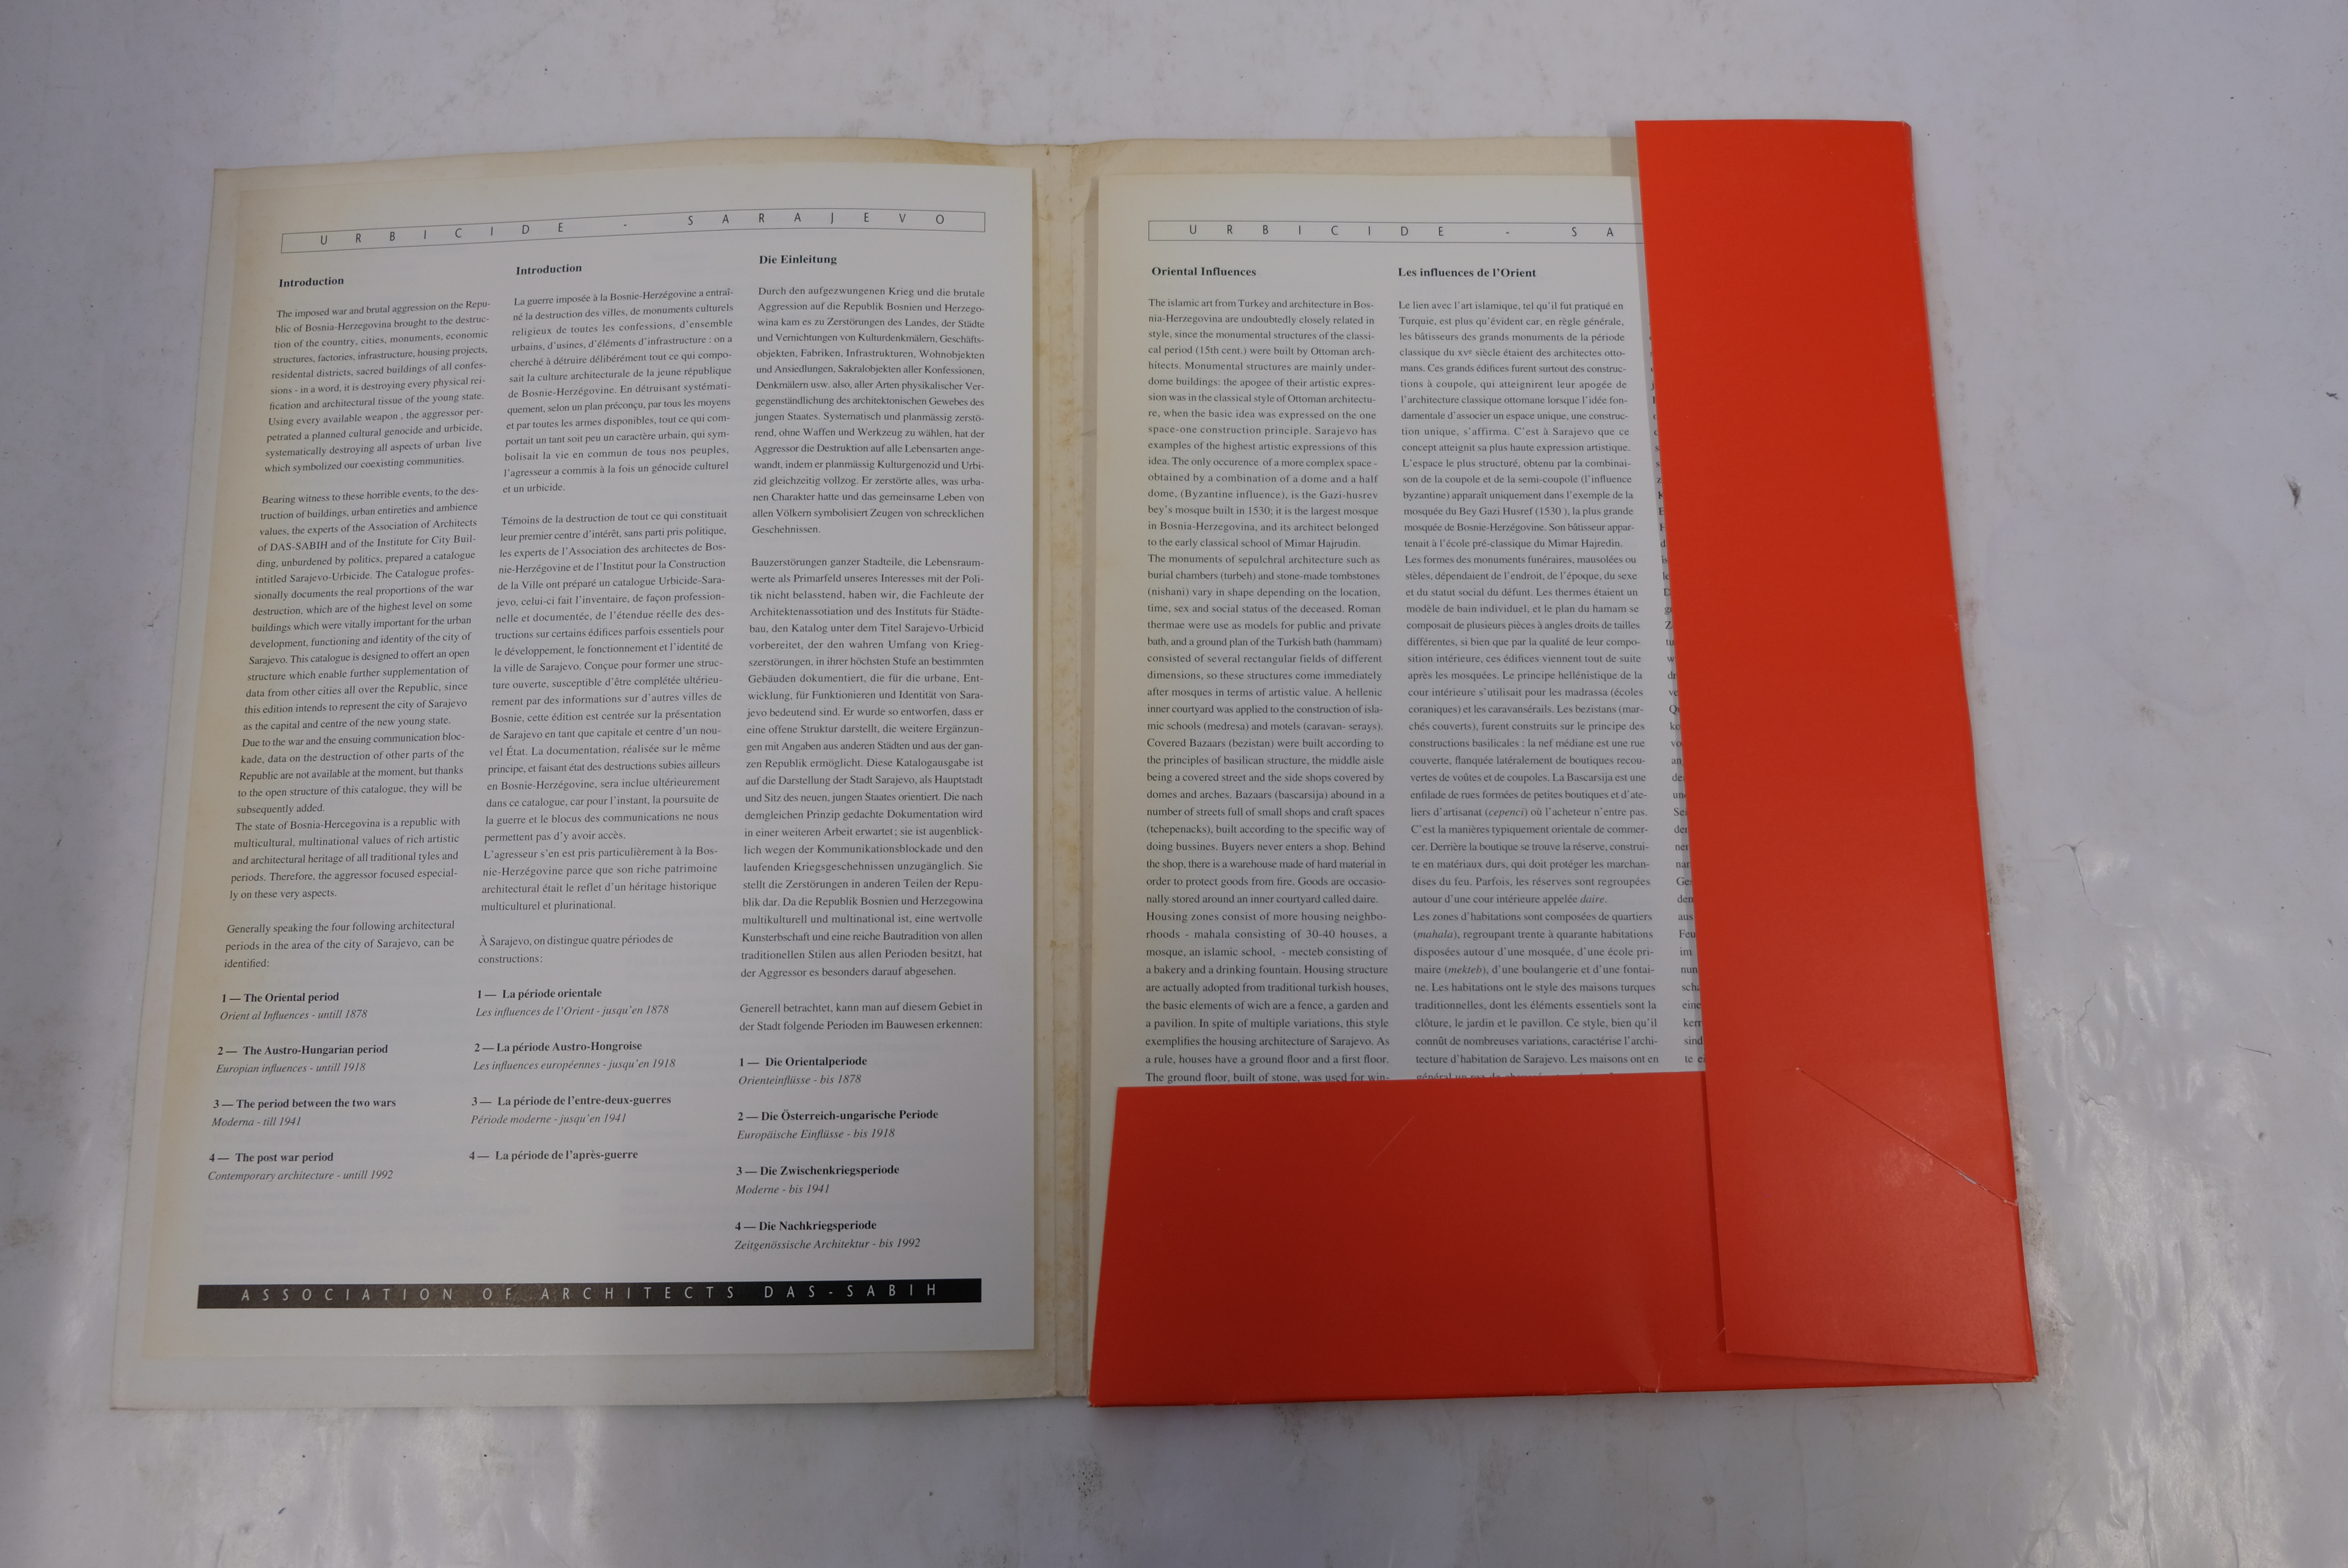 URBICIDE - SARAJEVO
Introduction
The imposed war and brutal aggression on the Repu-
blic of Bosnia-Herzegovina brought to the destruc-
tion of the country, cities, monuments, economic
structures, factories, infrastructure, housing projects,
residental districts, sacred buildings of all confes-
sions - in a word, it is destroying every physical rei-
fication and architectural tissue of the young state.
Using every available weapon , the aggressor per-
petrated a planned cultural genocide and urbicide,
systematically destroying all aspects of urban live
which symbolized our coexisting communities.
Bearing witness to these horrible events, to the des-
truction of buildings, urban entireties and ambience
values, the experts of the Association of Architects
of DAS-SABIH and of the Institute for City Buil-
ding, unburdened by politics, prepared a catalogue
intitled Sarajevo-Urbicide. The Catalogue profes-
sionally documents the real proportions of the war
destruction, which are of the highest level on some
buildings which were vitally important for the urban
development, functioning and identity of the city of
Sarajevo. This catalogue is designed to offert an open
structure which enable further supplementation of
data from other cities all over the Republic, since
this edition intends to represent the city of Sarajevo
as the capital and centre of the new young state.
Due to the war and the ensuing communication bloc-
kade, data on the destruction of other parts of the
Republic are not available at the moment, but thanks
to the open structure of this catalogue, they will be
subsequently added.
The state of Bosnia-Hercegovina is a republic with
multicultural, multinational values of rich artistic
and architectural heritage of all traditional tyles and
periods. Therefore, the aggressor focused especial-
ly on these very aspects.
Generally speaking the four following architectural
periods in the area of the city of Sarajevo, can be
identified:
1 — The Oriental period
Orient al Influences - untill 1878
2 — The Austro-Hungarian period
Europian influences - untill 1918
3 — The period between the two wars
Moderna - till 1941
4 — The post war period
Contemporary architecture - untill 1992
Introduction
La guerre imposée à la Bosnie-Herzégovine a entraî-
né la destruction des villes, de monuments culturels
religieux de toutes les confessions, d'ensemble
urbains, d'usines, d'éléments d'infrastructure : on a
cherché à détruire délibérément tout ce qui compo-
sait la culture architecturale de la jeune république
de Bosnie-Herzégovine. En détruisant systémati-
quement, selon un plan préconçu, par tous les moyens
et par toutes les armes disponibles, tout ce qui com-
portait un tant soit peu un caractère urbain, qui sym-
bolisait la vie en commun de tous nos peuples,
l'agresseur a commis à la fois un génocide culturel
et un urbicide.
Témoins de la destruction de tout ce qui constituait
leur premier centre d'intérêt, sans parti pris politique,
les experts de l'Association des architectes de Bos-
nie-Herzégovine et de l'Institut pour la Construction
de la Ville ont préparé un catalogue Urbicide-Sara-
jevo, celui-ci fait l'inventaire, de façon profession-
nelle et documentée, de l'étendue réelle des des-
tructions sur certains édifices parfois essentiels pour
le développement, le fonctionnement et l'identité de
la ville de Sarajevo. Conçue pour former une struc-
ture ouverte, susceptible d'être complétée ultérieu-
rement par des informations sur d'autres villes de
Bosnie, cette édition est centrée sur la présentation
de Sarajevo en tant que capitale et centre d'un nou-
vel État. La documentation, réalisée sur le même
principe, et faisant état des destructions subies ailleurs
en Bosnie-Herzégovine, sera inclue ultérieurement
dans ce catalogue, car pour l'instant, la poursuite de
la guerre et le blocus des communications ne nous
permettent pas d'y avoir accès.
L'agresseur s'en est pris particulièrement à la Bos-
nie-Herzégovine parce que son riche patrimoine
architectural était le reflet d'un héritage historique
multiculturel et plurinational.
À Sarajevo, on distingue quatre périodes de
constructions:
1 — La période orientale
Les influences de l'Orient - jusqu'en 1878
2 — La période Austro-Hongroise
Les influences européennes - jusqu'en 1918
3 — La période de l'entre-deux-guerres
Période moderne - jusqu'en 1941
4 — La période de l'après-guerre
Die Einleitung
Durch den aufgezwungenen Krieg und die brutale
Aggression auf die Republik Bosnien und Herzego-
wina kam es zu Zerstörungen des Landes, der Städte
und Vernichtungen von Kulturdenkmälern, Geschäfts-
objekten, Fabriken, Infrastrukturen, Wohnobjekten
und Ansiedlungen, Sakralobjekten aller Konfessionen,
Denkmälern usw. also, aller Arten physikalischer Ver-
gegenständlichung des architektonischen Gewebes des
jungen Staates. Systematisch und planmässig zerstö-
rend, ohne Waffen und Werkzeug zu wählen, hat der
Aggressor die Destruktion auf alle Lebensarten ange-
wandt, indem er planmässig Kulturgenozid und Urbi-
zid gleichzeitig vollzog. Er zerstörte alles, was urba-
nen Charakter hatte und das gemeinsame Leben von
allen Völkern symbolisiert Zeugen von schrecklichen
Geschehnissen.
Bauzerstörungen ganzer Stadteile, die Lebensraum-
werte als Primarfeld unseres Interesses mit der Poli-
tik nicht belasstend, haben wir, die Fachleute der
Architektenassotiation und des Instituts für Städte-
bau, den Katalog unter dem Titel Sarajevo-Urbicid
vorbereitet, der den wahren Umfang von Krieg-
szerstörungen, in ihrer höchsten Stufe an bestimmten
Gebäuden dokumentiert, die für die urbane, Ent-
wicklung, für Funktionieren und Identität von Sara-
jevo bedeutend sind. Er wurde so entworfen, dass er
eine offene Struktur darstellt, die weitere Ergänzun-
gen mit Angaben aus anderen Städten und aus der gan-
zen Republik ermöglicht. Diese Katalogausgabe ist
auf die Darstellung der Stadt Sarajevo, als Hauptstadt
und Sitz des neuen, jungen Staates orientiert. Die nach
demgleichen Prinzip gedachte Dokumentation wird
in einer weiteren Arbeit erwartet; sie ist augenblick-
lich wegen der Kommunikationsblockade und den
laufenden Kriegsgeschehnissen unzugänglich. Sie
stellt die Zerstörungen in anderen Teilen der Repu-
blik dar. Da die Republik Bosnien und Herzegowina
multikulturell und multinational ist, eine wertvolle
Kunsterbschaft und eine reiche Bautradition von allen
traditionellen Stilen aus allen Perioden besitzt, hat
der Aggressor es besonders darauf abgesehen.
Generell betrachtet, kann man auf diesem Gebiet in
der Stadt folgende Perioden im Bauwesen erkennen:
1 — Die Orientalperiode
Orienteinflüsse - bis 1878
2 — Die Österreich-ungarische Periode
Europäische Einflüsse - bis 1918
3 — Die Zwischenkriegsperiode
Moderne - bis 1941
4 — Die Nachkriegsperiode
Zeitgenössische Architektur - bis 1992
ASSOCIATION OF ARCHITECTS DAS-SABIH
URBICIDE - SA
Oriental Influences
The islamic art from Turkey and architecture in Bos-
nia-Herzegovina are undoubtedly closely related in
style, since the monumental structures of the classi-
cal period (15th cent.) were built by Ottoman arch-
hitects. Monumental structures are mainly under-
dome buildings: the apogee of their artistic expres-
sion was in the classical style of Ottoman architectu-
re, when the basic idea was expressed on the one
space-one construction principle. Sarajevo has
examples of the highest artistic expressions of this
idea. The only occurence of a more complex space -
obtained by a combination of a dome and a half
dome, (Byzantine influence), is the Gazi-husrev
bey's mosque built in 1530; it is the largest mosque
in Bosnia-Herzegovina, and its architect belonged
to the early classical school of Mimar Hajrudin.
The monuments of sepulchral architecture such as
burial chambers (turbeh) and stone-made tombstones
(nishani) vary in shape depending on the location,
time, sex and social status of the deceased. Roman
thermae were use as models for public and private
bath, and a ground plan of the Turkish bath (hammam)
consisted of several rectangular fields of different
dimensions, so these structures come immediately
after mosques in terms of artistic value. A hellenic
inner courtyard was applied to the construction of isla-
mic schools (medresa) and motels (caravan- serays).
Covered Bazaars (bezistan) were built according to
the principles of basilican structure, the middle aisle
being a covered street and the side shops covered by
domes and arches. Bazaars (bascarsija) abound in a
number of streets full of small shops and craft spaces
(tchepenacks), built according to the specific way of
doing bussines. Buyers never enters a shop. Behind
the shop, there is a warehouse made of hard material in
order to protect goods from fire. Goods are occasio-
nally stored around an inner courtyard called daire.
Housing zones consist of more housing neighbo-
rhoods - mahala consisting of 30-40 houses, a
mosque, an islamic school, - mecteb consisting of
a bakery and a drinking fountain. Housing structure
are actually adopted from traditional turkish houses,
the basic elements of wich are a fence, a garden and
a pavilion. In spite of multiple variations, this style
exemplifies the housing architecture of Sarajevo. As
a rule, houses have a ground floor and a first floor.
The ground floor, built of stone, was used for win-
Les influences de l'Orient
Le lien avec l'art islamique, tel qu'il fut pratiqué en
Turquie, est plus qu'évident car, en règle générale,
les bâtisseurs des grands monuments de la période
classique du XVe siècle étaient des architectes otto-
mans. Ces grands édifices furent surtout des construc-
tions à coupole, qui atteignirent leur apogée de
l'architecture classique ottomane lorsque l'idée fon-
damentale d'associer un espace unique, une construc-
tion unique, s'affirma. C'est à Sarajevo que ce
concept atteignit sa plus haute expression artistique.
L'espace le plus structuré, obtenu par la combinai-
son de la coupole et de la semi-coupole (l'influence
byzantine) apparaît uniquement dans l'exemple de la
mosquée du Bey Gazi Husref (1530 ), la plus grande
mosquée de Bosnie-Herzégovine. Son bâtisseur appar-
tenait à l'école pré-classique du Mimar Hajredin.
Les formes des monuments funéraires, mausolées ou
stèles, dépendaient de l'endroit, de l'époque, du sexe
et du statut social du défunt. Les thermes étaient un
modèle de bain individuel, et le plan du hamam se
composait de plusieurs pièces à angles droits de tailles
différentes, si bien que par la qualité de leur compo-
sition intérieure, ces édifices viennent tout de suite
après les mosquées. Le principe hellénistique de la
cour intérieure s'utilisait pour les madrassa (écoles
coraniques) et les caravansérails. Les bezistans (mar-
chés couverts), furent construits sur le principe des
constructions basilicales : la nef médiane est une rue
couverte, flanquée latéralement de boutiques recou-
vertes de voûtes et de coupoles. La Bascarsija est une
enfilade de rues formées de petites boutiques et d'ate-
liers d'artisanat (cepenci) où l'acheteur n'entre pas.
C'est la manières typiquement orientale de commer-
cer. Derrière la boutique se trouve la réserve, construi-
te en matériaux durs, qui doit protéger les marchan-
dises du feu. Parfois, les réserves sont regroupées
autour d'une cour intérieure appelée daire.
Les zones d'habitations sont composées de quartiers
(mahala), regroupant trente à quarante habitations
disposées autour d'une mosquée, d'une école pri-
maire (mekteb), d'une boulangerie et d'une fontai-
ne. Les habitations ont le style des maisons turques
traditionnelles, dont les éléments essentiels sont la
clôture, le jardin et le pavillon. Ce style, bien qu'il
connût de nombreuses variations, caractérise l'archi-
tecture d'habitation de Sarajevo. Les maisons ont en